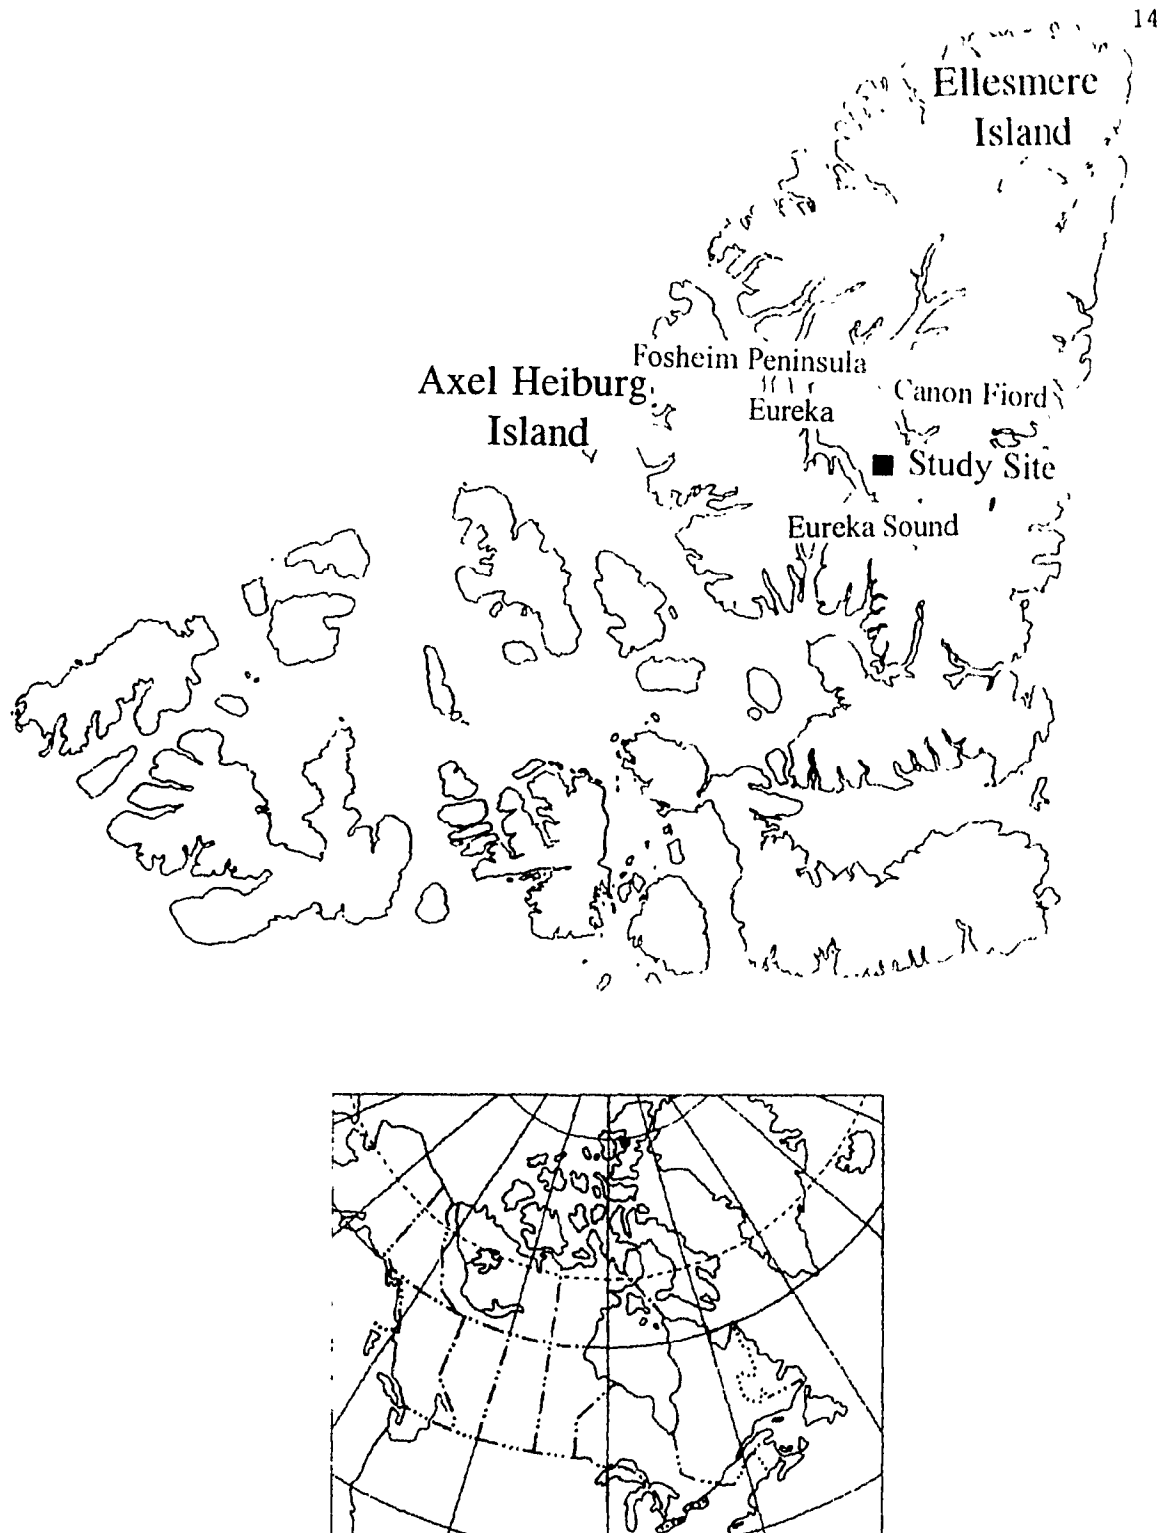 14
Ellesmere
Island
Fosheim Peninsula
Axel Heiburg
Island
Canon Fiord
Eureka
Study Site
Eureka Sound